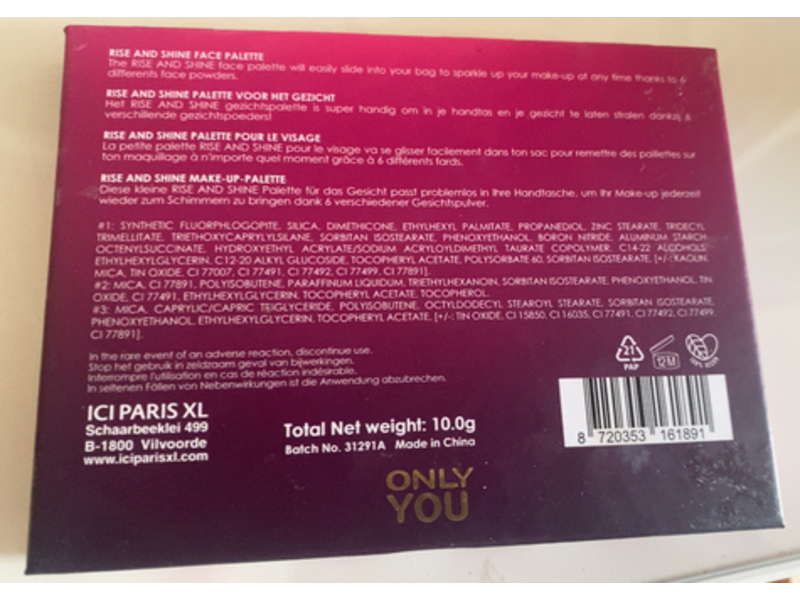 RISE AND SHINE FACE PALETTE
The RISE AND SHINE face palette will easily slide into your bag to sparkle up your make-up at any time thanks to 6
differents face powders.
RISE AND SHINE PALETTE VOOR HET GEZICHT
Het RISE AND SHINE gezichtspalette is super handig om in je handtas en je gezicht te laten stralen dankzij 6
verschillende gezichtspoeders!
RISE AND SHINE PALETTE POUR LE VISAGE
La petite palette RISE AND SHINE pour le visage va se glisser facilement dans ton sac pour remettre des paillettes sur
ton maquillage à n'importe quel moment grâce à 6 différents fards.
RISE AND SHINE MAKE-UP-PALETTE
Diese kleine RISE AND SHINE Palette für das Gesicht passt problemlos in Ihre Handtasche, um Ihr Make-up jederzeit
wieder zum Schimmern zu bringen dank 6 verschiedener Gesichtspulver.
#1: SYNTHETIC FLUORPHLOGOPITE, SILICA, DIMETHICONE, ETHYLHEXYL PALMITATE, PROPANEDIOL, ZINC STEARATE, TRIDECYL
TRIMELLITATE, TRIETHOXYCAPRYLYLSILANE, SORBITAN ISOSTEARATE, PHENOXYETHANOL, BORON NITRIDE, ALUMINUM STARCH
OCTENYLSUCCINATE, HYDROXYETHYL ACRYLATE/SODIUM ACRYLOYLDIMETHYL TAURATE COPOLYMER, C14-22 ALCOHOLS,
ETHYLHEXYLGLYCERIN, C12-20 ALKYL GLUCOSIDE, TOCOPHERYL ACETATE, POLYSORBATE 60, SORBITAN ISOSTEARATE, [+/-: KAOLIN,
MICA, TIN OXIDE, CI 77007, CI 77491, CI 77492, CI 77499, CI 77891].
#2: MICA, CI 77891, POLYISOBUTENE, PARAFFINUM LIQUIDUM, TRIETHYLHEXANOIN, SORBITAN ISOSTEARATE, PHENOXYETHANOL, TIN
OXIDE, CI 77491, ETHYLHEXYLGLYCERIN, TOCOPHERYL ACETATE, TOCOPHEROL.
#3: MICA, CAPRYLIC/CAPRIC TRIGLYCERIDE, POLYISOBUTENE, OCTYLDODECYL STEAROYL STEARATE, SORBITAN ISOSTEARATE,
PHENOXYETHANOL, ETHYLHEXYLGLYCERIN, TOCOPHERYL ACETATE, [+/-: TIN OXIDE, CI 15850, CI 16035, CI 77491, CI 77492, CI 77499,
CI 77891].
In the rare event of an adverse reaction, discontinue use.
Stop het gebruik in zeldzaam geval van bijwerkingen.
Interrompre l'utilisation en cas de réaction indésirable.
In seltenen Fällen von Nebenwirkungen ist die Anwendung abzubrechen.
21
PAP
12M
100% VEGAN
ICI PARIS XL
Schaarbeeklei 499
B-1800 Vilvoorde
www.iciparisxl.com
Total Net weight: 10.0g
Batch No. 31291A Made in China
8 720353 161891
ONLY
YOU